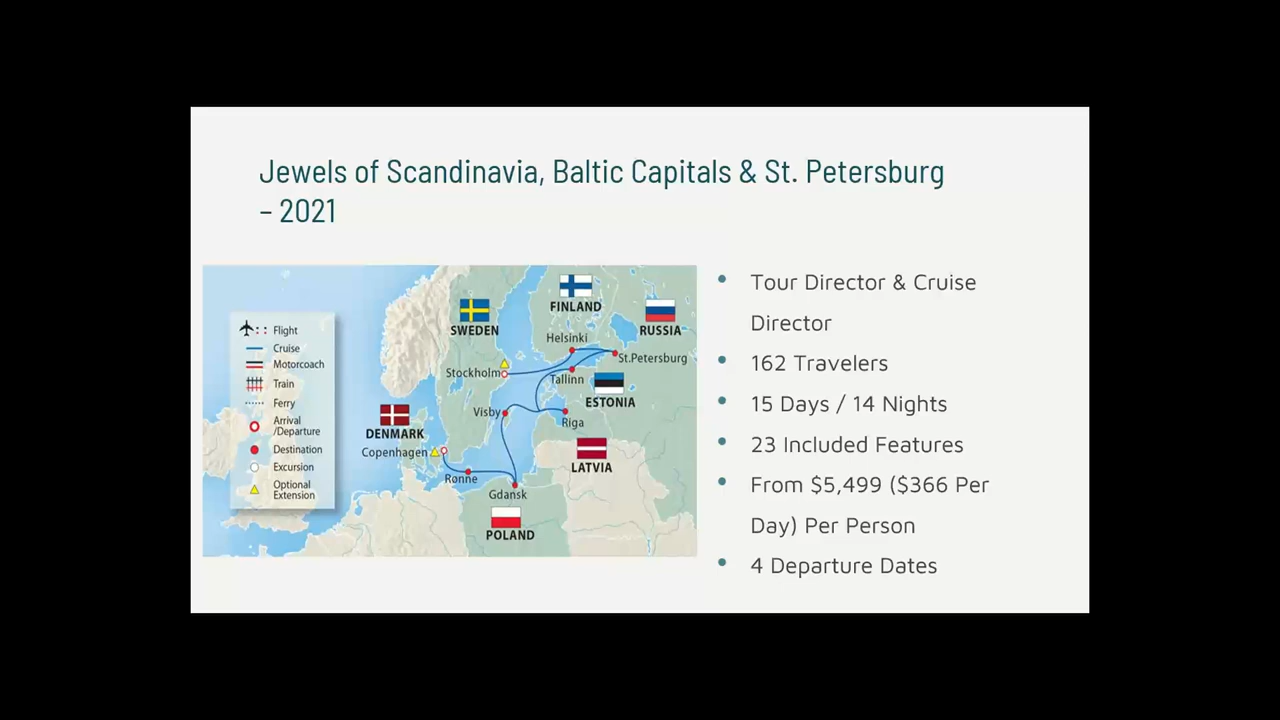 Jewels of Scandinavia, Baltic Capitals & St. Petersburg
– 2021
Flight
Cruise
Motorcoach
Train
Ferry
Arrival
/Departure
Destination
Excursion
Optional
Extension
FINLAND
SWEDEN
RUSSIA
Helsinki
St.Petersburg
Stockholm
Tallinn
ESTONIA
Visby
Riga
DENMARK
Copenhagen
LATVIA
Rønne
Gdansk
POLAND
• Tour Director & Cruise
Director
• 162 Travelers
• 15 Days / 14 Nights
• 23 Included Features
• From $5,499 ($366 Per
Day) Per Person
• 4 Departure Dates